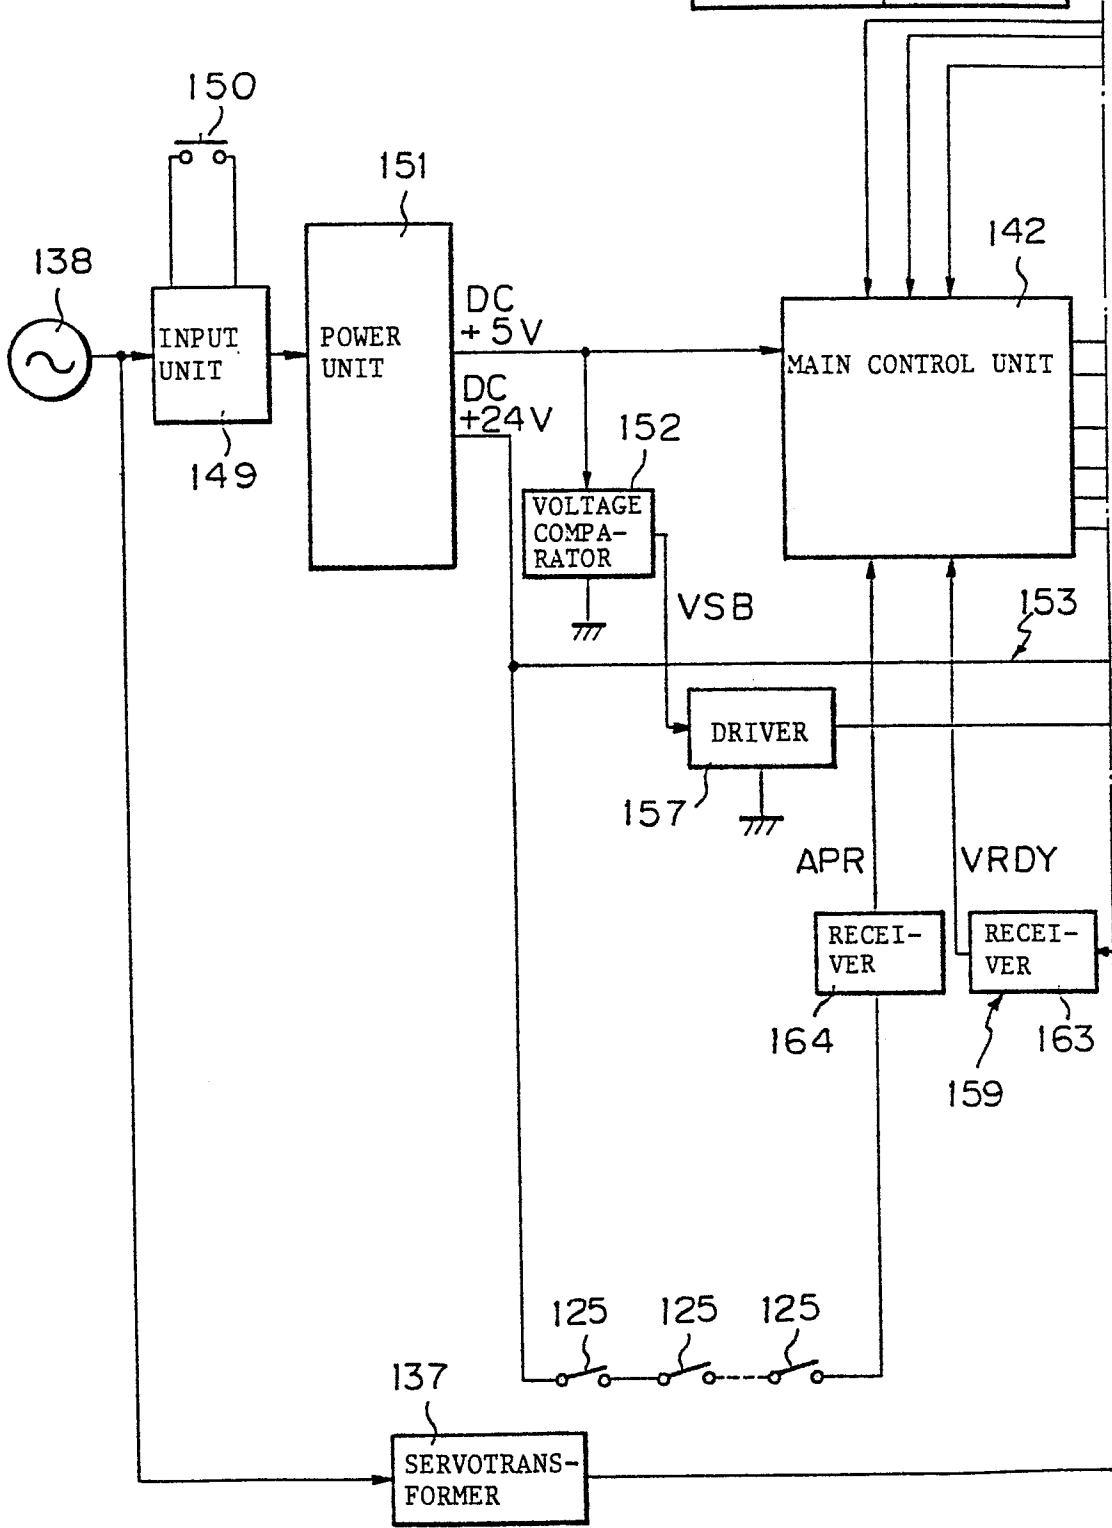 150
151
142
138
DC
+5V
INPUT
UNIT
POWER
UNIT
MAIN CONTROL UNIT
DC
+24V
152
149
VOLTAGE
COMPA-
RATOR
VSB
153
DRIVER
157
APR
VRDY
RECEI-
VER
RECEI-
VER
164
163
159
125
125
125
137
SERVOTRANS-
FORMER